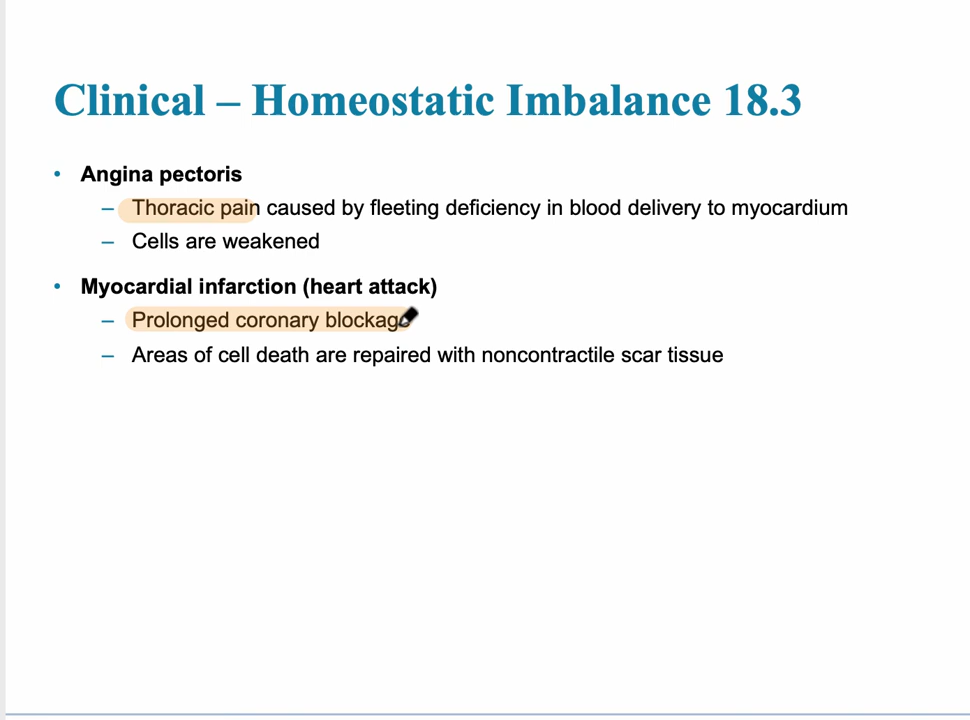 Clinical – Homeostatic Imbalance 18.3
• Angina pectoris
– Thoracic pain caused by fleeting deficiency in blood delivery to myocardium
– Cells are weakened
• Myocardial infarction (heart attack)
– Prolonged coronary blockage
– Areas of cell death are repaired with noncontractile scar tissue